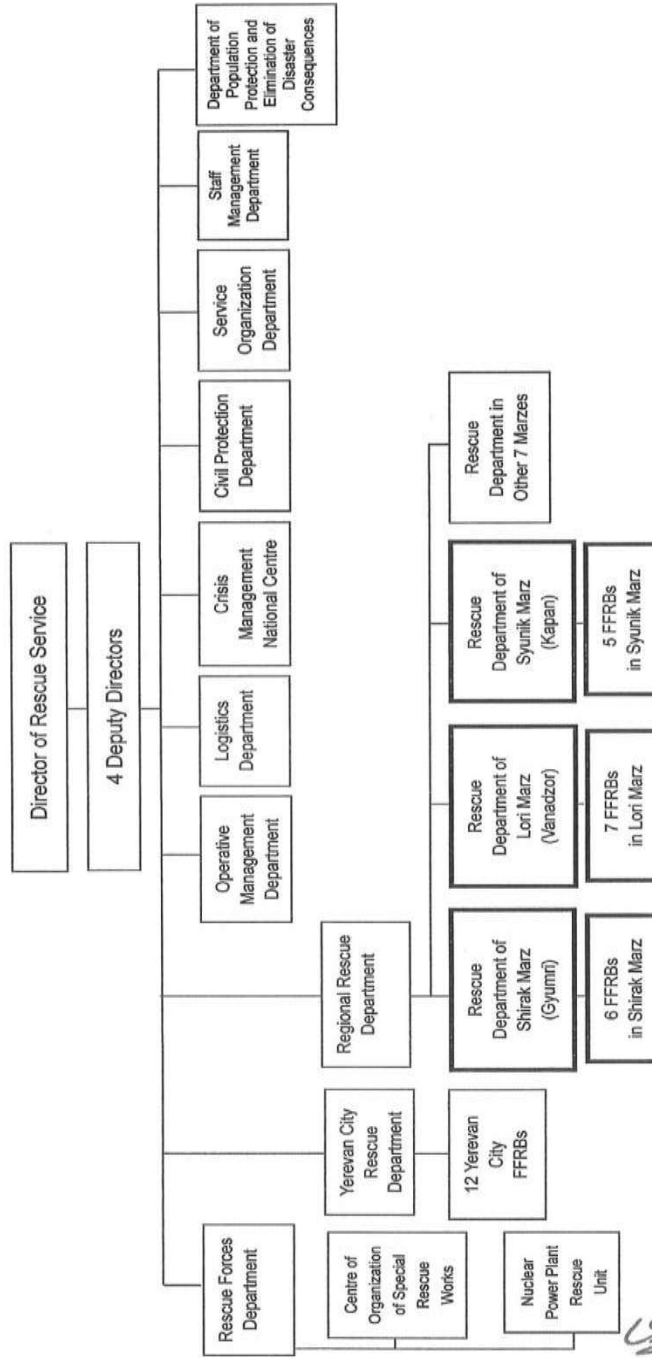 Director of Rescue Service
4 Deputy Directors
Rescue Forces
Department
Centre of
Organization
of Special
Rescue
Works
Nuclear
Power Plant
Rescue
Unit
Yerevan City
Rescue
Department
12 Yerevan
City
FFRBs
Regional Rescue
Department
Rescue
Department of
Shirak Marz
(Gyumri)
6 FFRBs
in Shirak Marz
Rescue
Department of
Lori Marz
(Vanadzor)
7 FFRBs
in Lori Marz
Rescue
Department of
Syunik Marz
(Kapan)
5 FFRBs
in Syunik Marz
Rescue
Department in
Other 7 Marzes
Operative
Management
Department
Logistics
Department
Crisis
Management
National Centre
Civil Protection
Department
Service
Organization
Department
Staff
Management
Department
Department of
Population
Protection and
Elimination of
Disaster
Consequences